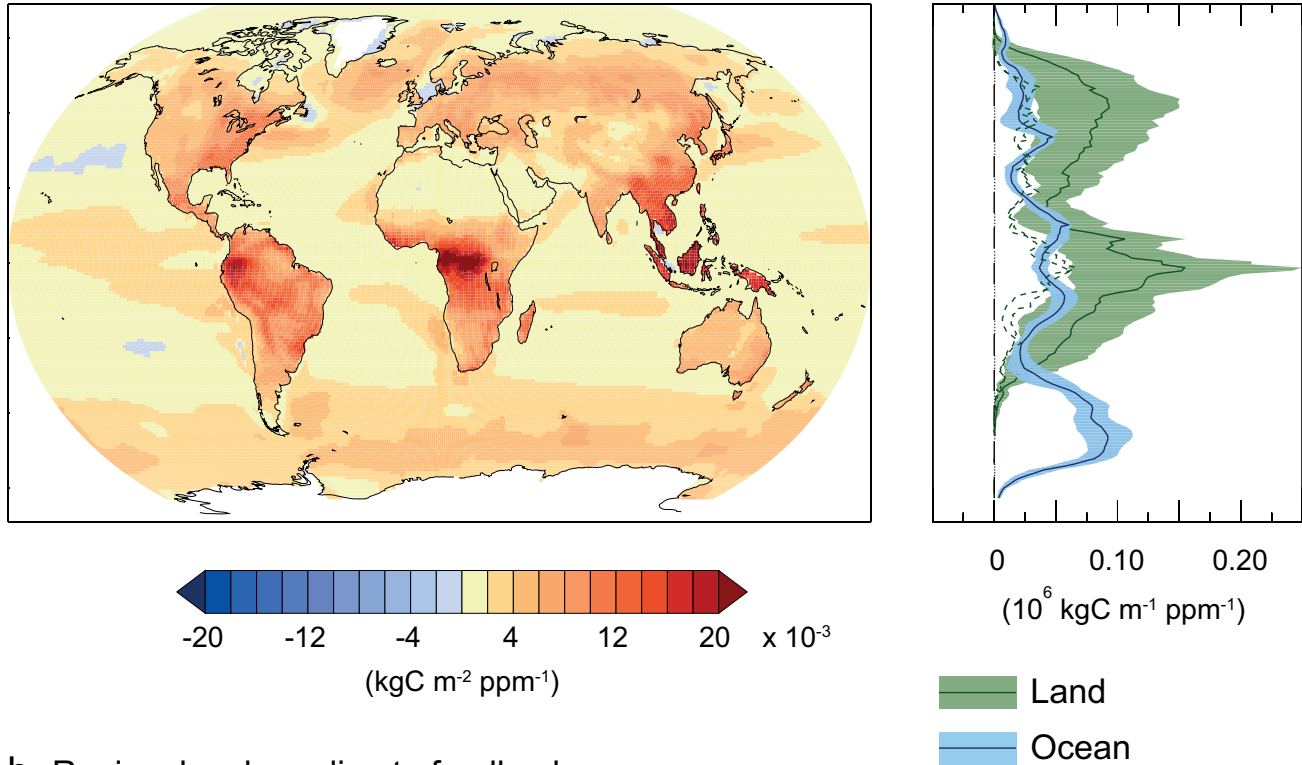 -20 -12 -4 4 12 20 x 10⁻³
(kgC m⁻² ppm⁻¹)
0 0.10 0.20
(10⁶ kgC m⁻¹ ppm⁻¹)
Land
Ocean